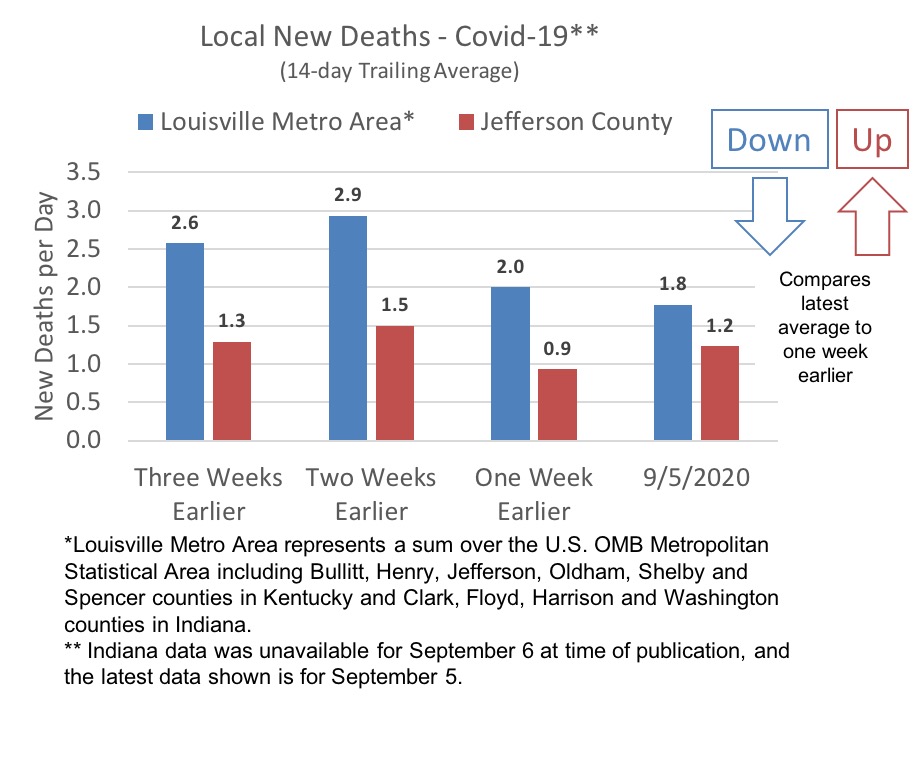 Local New Deaths - Covid-19**
(14-day Trailing Average)
Louisville Metro Area*
Jefferson County
Down
Up
Compares
latest
average to
one week
earlier
New Deaths per Day
3.5
3.0
2.5
2.0
1.5
1.0
0.5
0.0
2.6
1.3
2.9
1.5
2.0
0.9
1.8
1.2
Three Weeks
Earlier
Two Weeks
Earlier
One Week
Earlier
9/5/2020
*Louisville Metro Area represents a sum over the U.S. OMB Metropolitan
Statistical Area including Bullitt, Henry, Jefferson, Oldham, Shelby and
Spencer counties in Kentucky and Clark, Floyd, Harrison and Washington
counties in Indiana.
** Indiana data was unavailable for September 6 at time of publication, and
the latest data shown is for September 5.